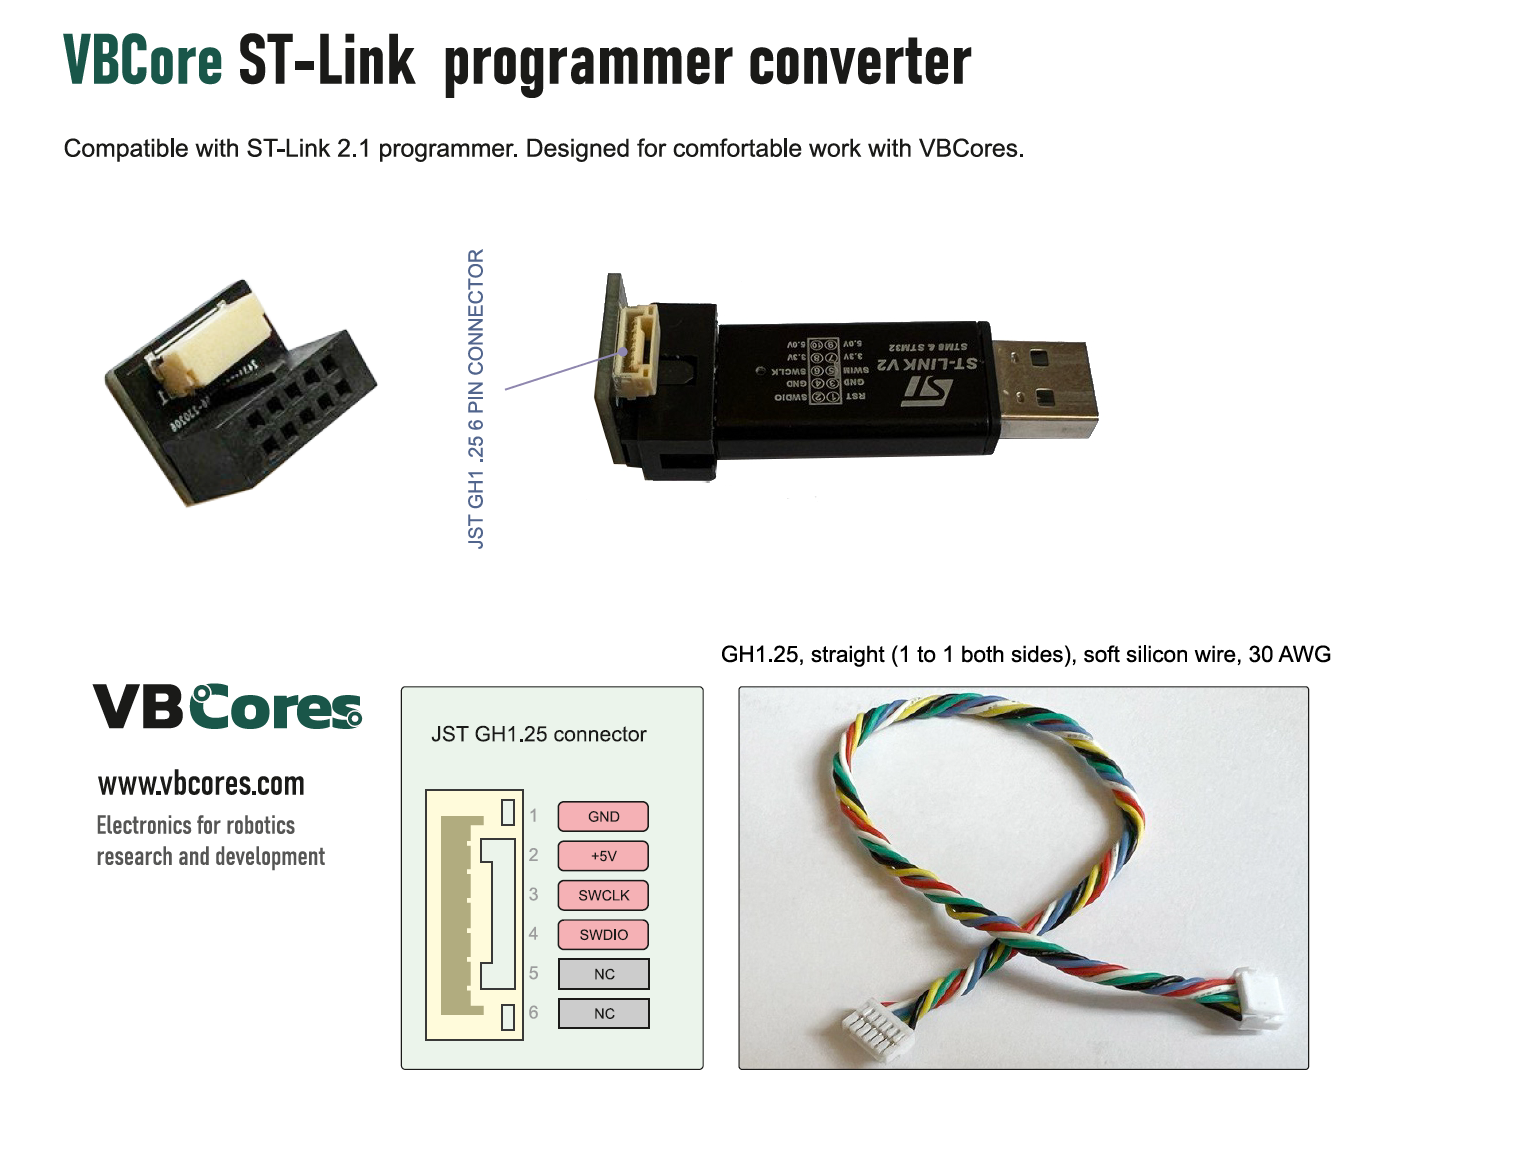 VBCore ST-Link programmer converter
Compatible with ST-Link 2.1 programmer. Designed for comfortable work with VBCores.
JST GH1 .25 6 PIN CONNECTOR
ST-LINK V2
STM8 & STM32
RST 1 2 SWDIO
GND 3 4 GND
SWIM 5 6 SWCLK
3.3V 7 8 3.3V
5.0V 9 10 5.0V
GH1.25, straight (1 to 1 both sides), soft silicon wire, 30 AWG
VBCores
www.vbcores.com
Electronics for robotics
research and development
JST GH1.25 connector
1 GND
2 +5V
3 SWCLK
4 SWDIO
5 NC
6 NC